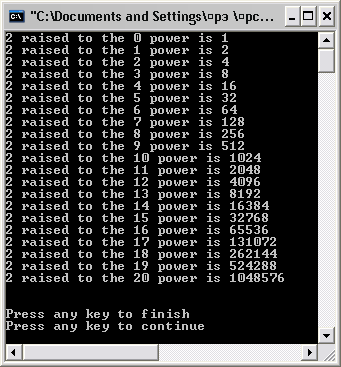 "C:\Documents and Settings\¤рэ \¤рс...
2 raised to the 0 power is 1
2 raised to the 1 power is 2
2 raised to the 2 power is 4
2 raised to the 3 power is 8
2 raised to the 4 power is 16
2 raised to the 5 power is 32
2 raised to the 6 power is 64
2 raised to the 7 power is 128
2 raised to the 8 power is 256
2 raised to the 9 power is 512
2 raised to the 10 power is 1024
2 raised to the 11 power is 2048
2 raised to the 12 power is 4096
2 raised to the 13 power is 8192
2 raised to the 14 power is 16384
2 raised to the 15 power is 32768
2 raised to the 16 power is 65536
2 raised to the 17 power is 131072
2 raised to the 18 power is 262144
2 raised to the 19 power is 524288
2 raised to the 20 power is 1048576
Press any key to finish
Press any key to continue